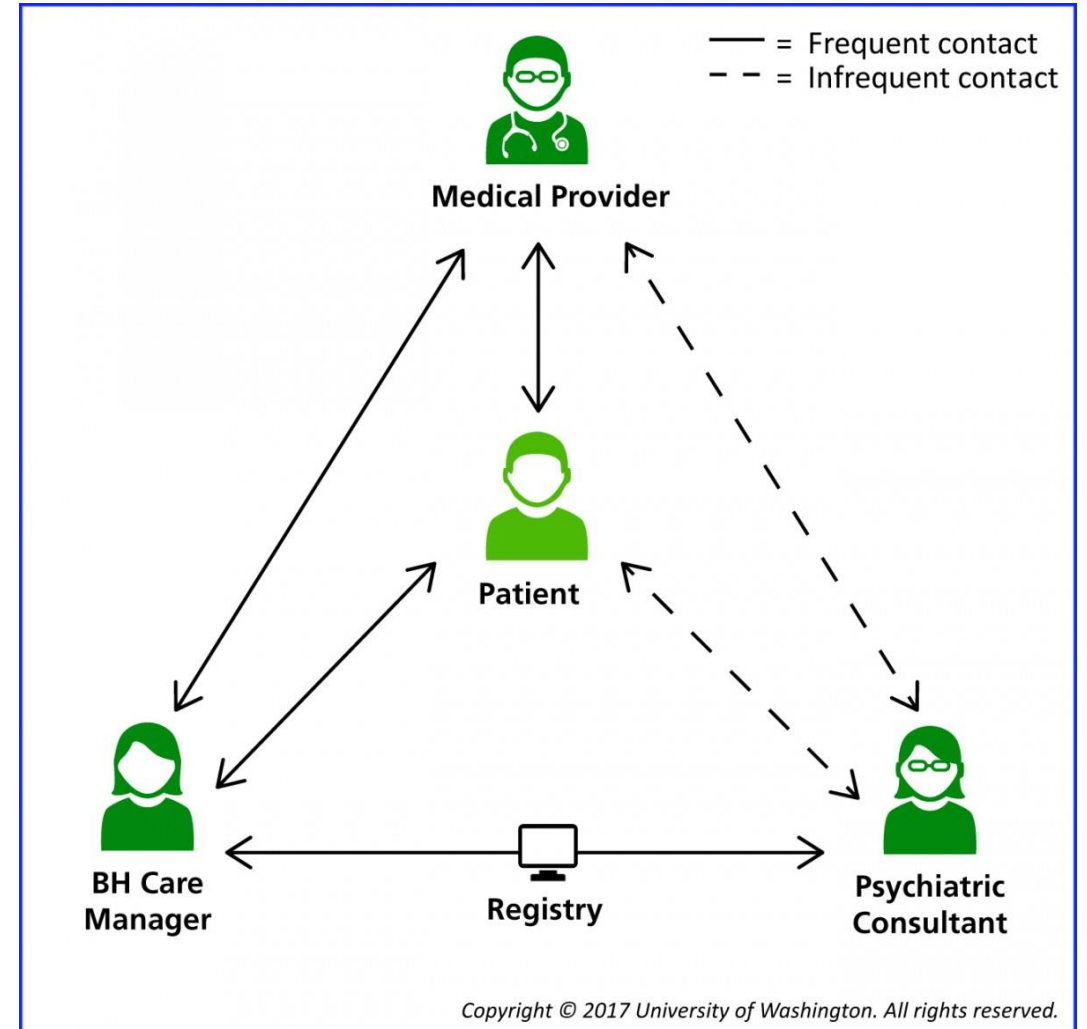 — = Frequent contact
– – = Infrequent contact
Medical Provider
Patient
BH Care
Manager
Registry
Psychiatric
Consultant
Copyright © 2017 University of Washington. All rights reserved.